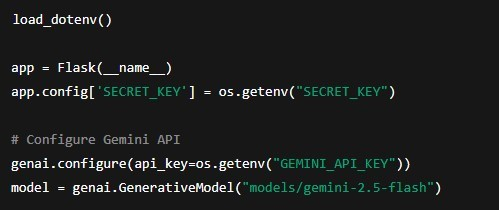 load_dotenv()
app = Flask(__name__)
app.config['SECRET_KEY'] = os.getenv("SECRET_KEY")
# Configure Gemini API
genai.configure(api_key=os.getenv("GEMINI_API_KEY"))
model = genai.GenerativeModel("models/gemini-2.5-flash")